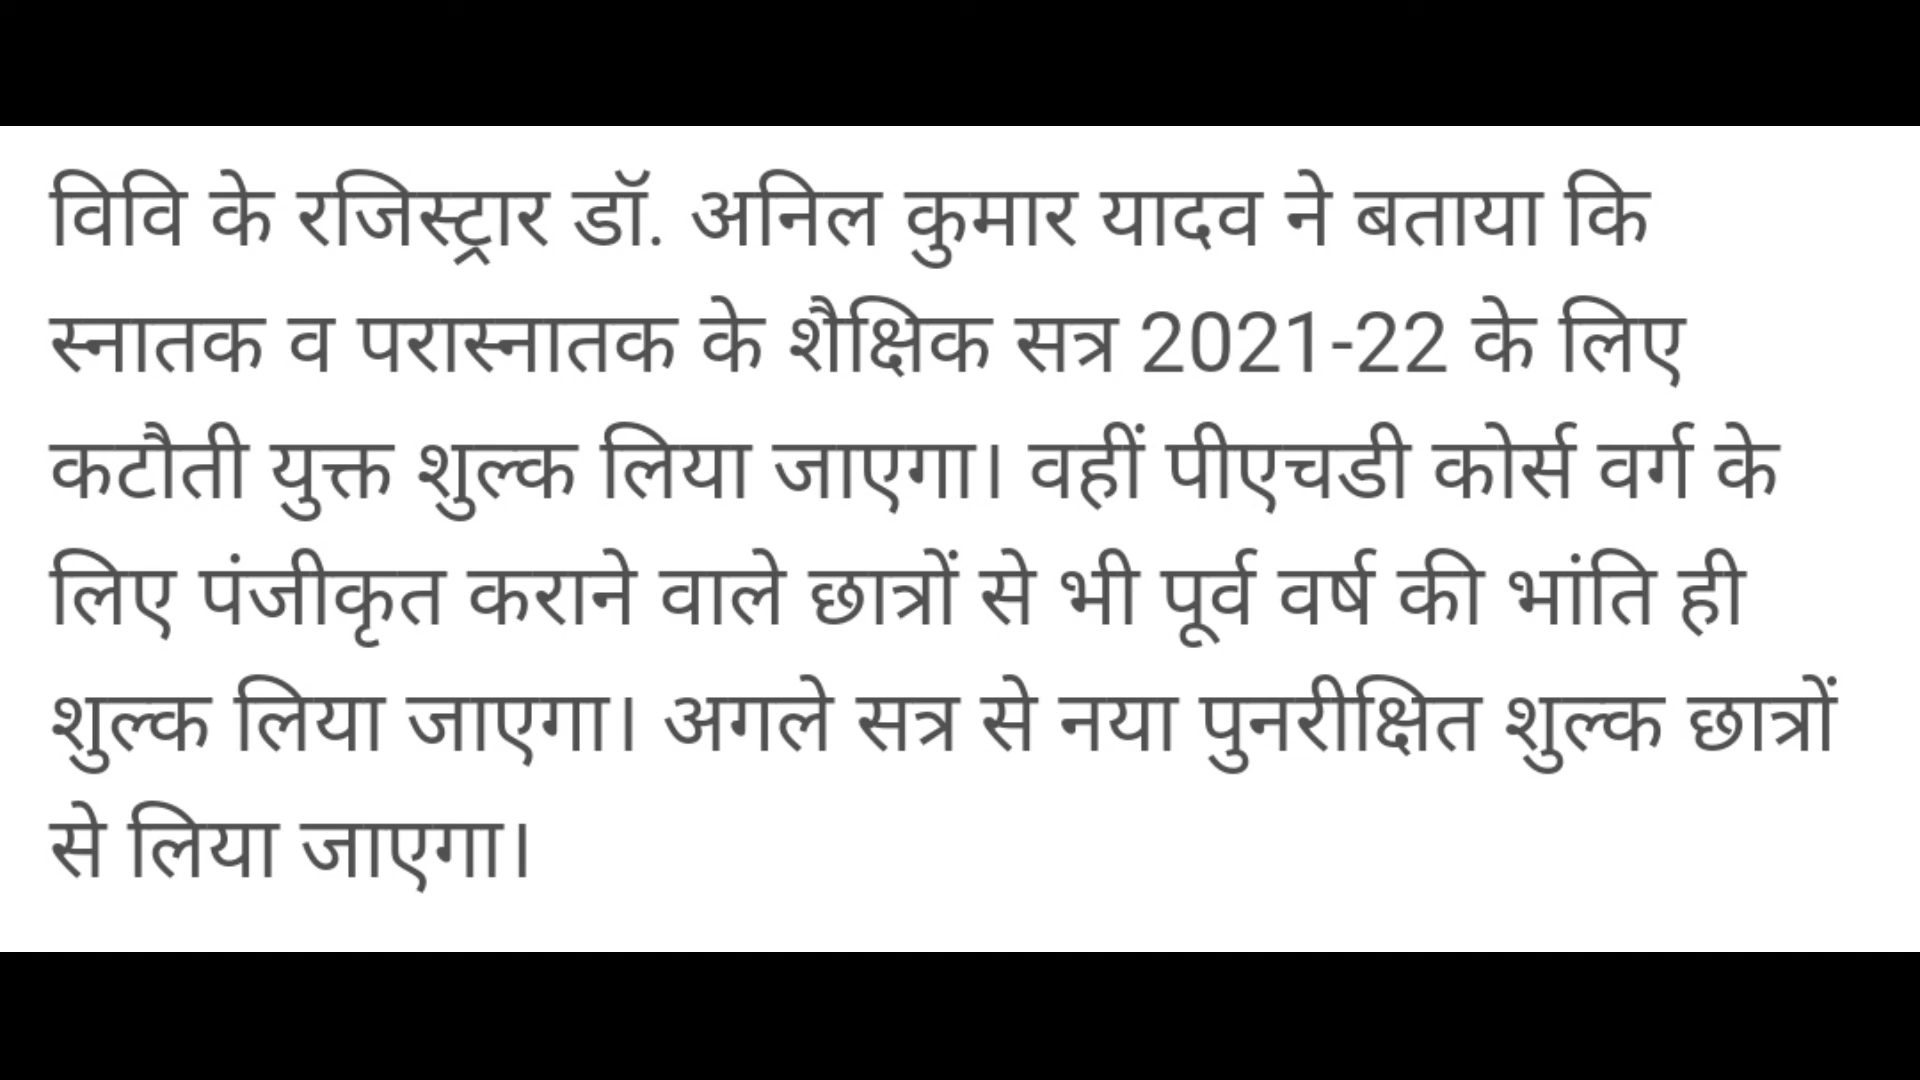 विवि के रजिस्ट्रार डॉ. अनिल कुमार यादव ने बताया कि
स्नातक व परास्नातक के शैक्षिक सत्र 2021-22 के लिए
कटौती युक्त शुल्क लिया जाएगा। वहीं पीएचडी कोर्स वर्ग के
लिए पंजीकृत कराने वाले छात्रों से भी पूर्व वर्ष की भांति ही
शुल्क लिया जाएगा। अगले सत्र से नया पुनरीक्षित शुल्क छात्रों
से लिया जाएगा।